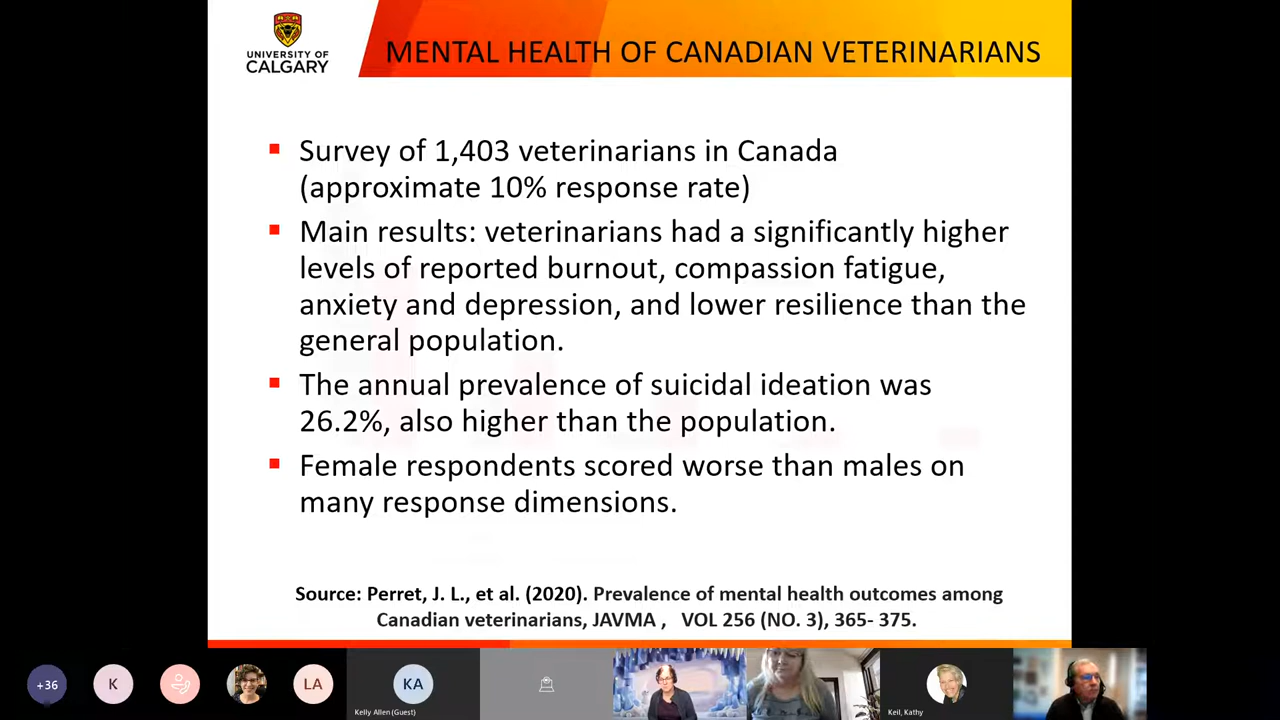 UNIVERSITY OF
CALGARY
MENTAL HEALTH OF CANADIAN VETERINARIANS
Survey of 1,403 veterinarians in Canada
(approximate 10% response rate)
Main results: veterinarians had a significantly higher
levels of reported burnout, compassion fatigue,
anxiety and depression, and lower resilience than the
general population.
The annual prevalence of suicidal ideation was
26.2%, also higher than the population.
Female respondents scored worse than males on
many response dimensions.
Source: Perret, J. L., et al. (2020). Prevalence of mental health outcomes among
Canadian veterinarians, JAVMA , VOL 256 (NO. 3), 365- 375.
+36
K
LA
KA
Kelly Allen (Guest)
Keil, Kathy